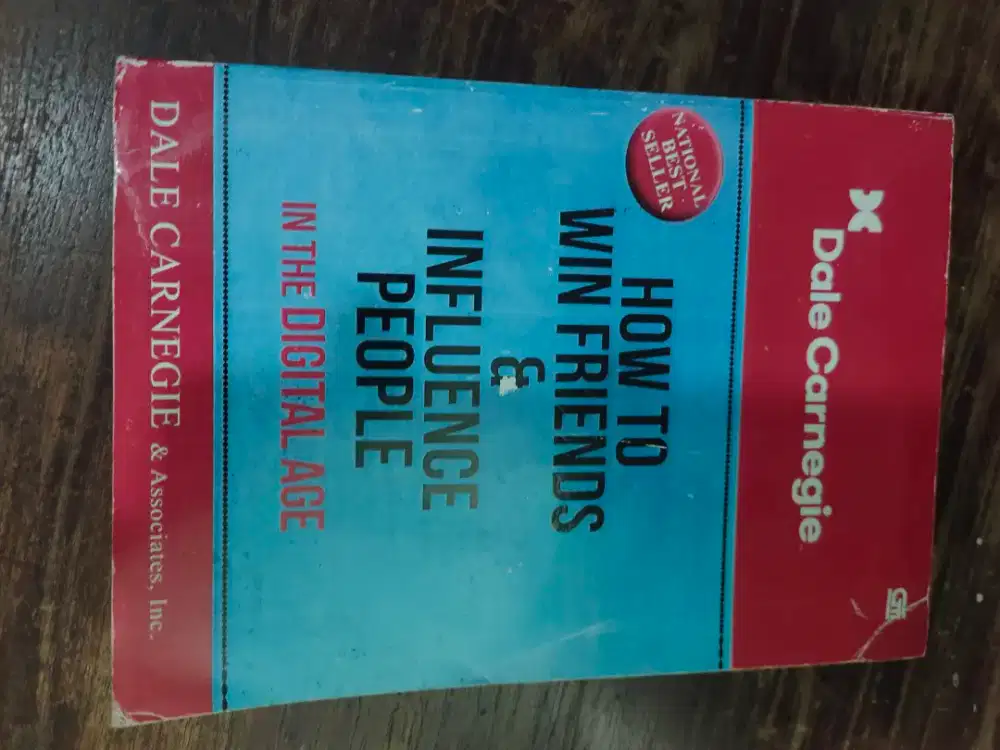 Dale Carnegie
NATIONAL
BEST
SELLER
HOW TO
WIN FRIENDS
&
INFLUENCE
PEOPLE
IN THE DIGITAL AGE
DALE CARNEGIE & Associates, Inc.